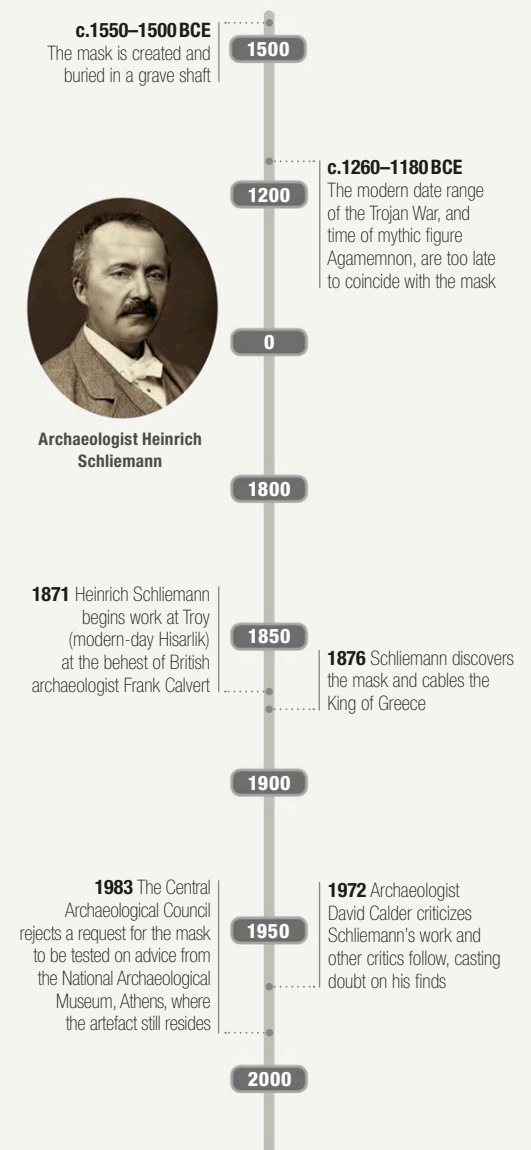 c.1550–1500 BCE
The mask is created and
buried in a grave shaft
1500
c.1260–1180 BCE
The modern date range
of the Trojan War, and
time of mythic figure
Agamemnon, are too late
to coincide with the mask
1200
0
Archaeologist Heinrich
Schliemann
1800
1871 Heinrich Schliemann
begins work at Troy
(modern-day Hisarlik)
at the behest of British
archaeologist Frank Calvert
1850
1876 Schliemann discovers
the mask and cables the
King of Greece
1900
1983 The Central
Archaeological Council
rejects a request for the mask
to be tested on advice from
the National Archaeological
Museum, Athens, where
the artefact still resides
1950
1972 Archaeologist
David Calder criticizes
Schliemann's work and
other critics follow, casting
doubt on his finds
2000